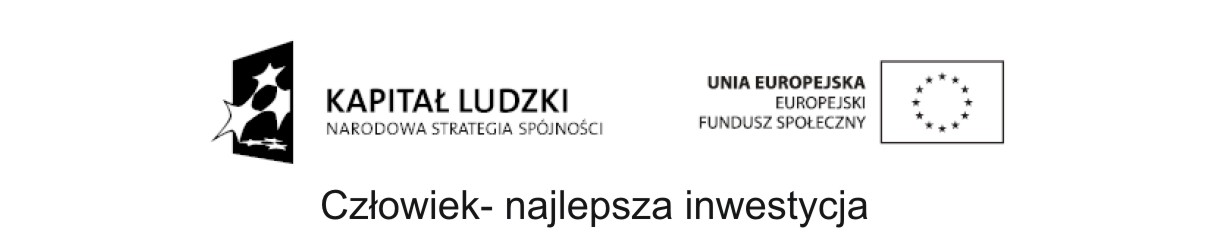 KAPITAŁ LUDZKI
NARODOWA STRATEGIA SPÓJNOŚCI
UNIA EUROPEJSKA
EUROPEJSKI
FUNDUSZ SPOŁECZNY
Człowiek- najlepsza inwestycja